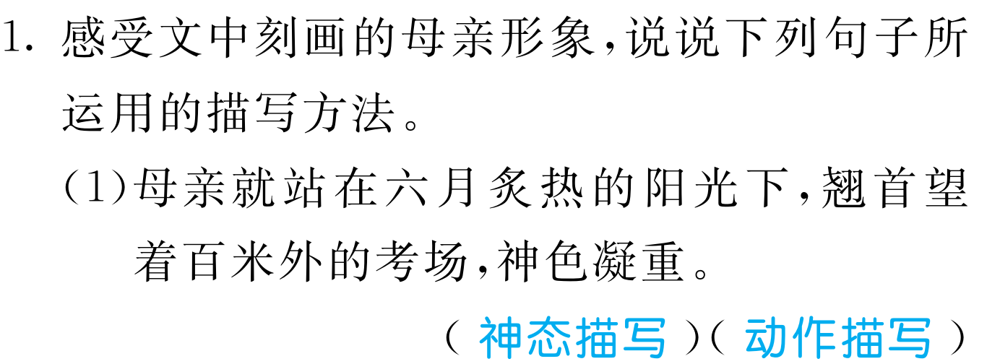 1. 感受文中刻画的母亲形象,说说下列句子所
运用的描写方法。
(1)母亲就站在六月炙热的阳光下,翘首望
着百米外的考场,神色凝重。
( 神态描写 )( 动作描写 )